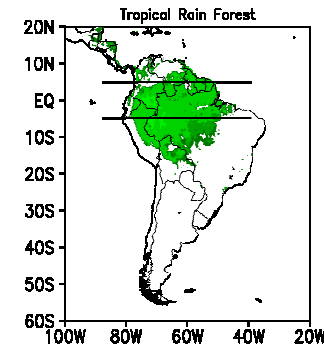 Tropical Rain Forest
20N
10N
EQ
10S
20S
30S
40S
50S
60S
100W 80W 60W 40W 20W